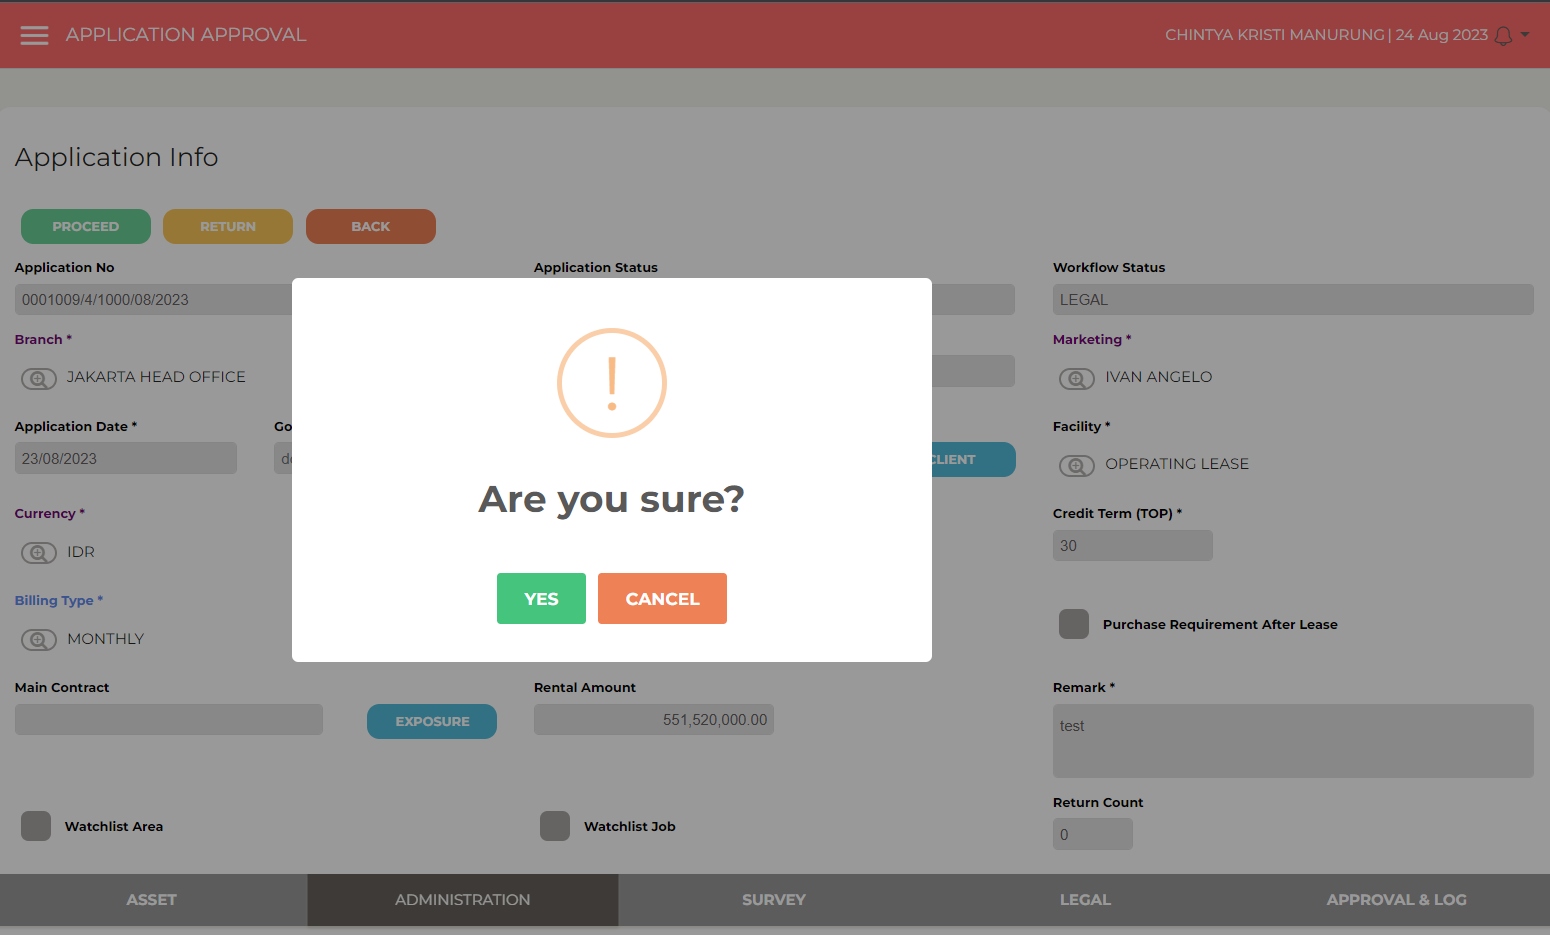 APPLICATION APPROVAL
CHINTYA KRISTI MANURUNG | 24 Aug 2023
Application Info
PROCEED
RETURN
BACK
Application No
Application Status
Workflow Status
0001009/4/1000/08/2023
LEGAL
Branch *
Marketing *
JAKARTA HEAD OFFICE
IVAN ANGELO
Application Date *
Go
Facility *
23/08/2023
CLIENT
OPERATING LEASE
Are you sure?
Currency *
Credit Term (TOP) *
IDR
30
YES
CANCEL
Billing Type *
Purchase Requirement After Lease
MONTHLY
Main Contract
Rental Amount
Remark *
EXPOSURE
551,520,000.00
test
Return Count
Watchlist Area
Watchlist Job
0
ASSET
ADMINISTRATION
SURVEY
LEGAL
APPROVAL & LOG